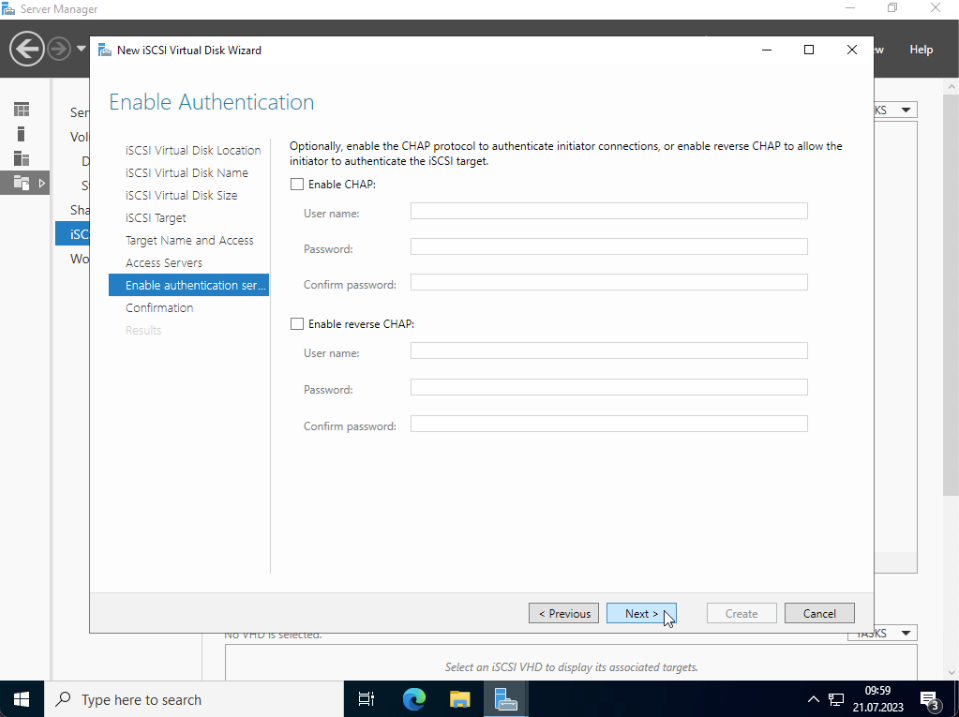 Server Manager
New iSCSI Virtual Disk Wizard
ew
Help
Enable Authentication
Ser
Vol
D
S
Sha
iSC
Wo
KS
iSCSI Virtual Disk Location
iSCSI Virtual Disk Name
iSCSI Virtual Disk Size
iSCSI Target
Target Name and Access
Access Servers
Enable authentication ser...
Confirmation
Results
Optionally, enable the CHAP protocol to authenticate initiator connections, or enable reverse CHAP to allow the
initiator to authenticate the iSCSI target.
Enable CHAP:
User name:
Password:
Confirm password:
Enable reverse CHAP:
User name:
Password:
Confirm password:
< Previous
Next >
Create
Cancel
No VHD is selected.
TASKS
Select an iSCSI VHD to display its associated targets.
Type here to search
09:59
21.07.2023
3